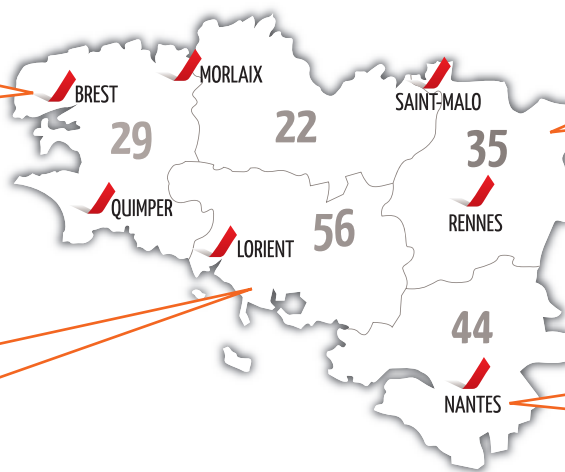 MORLAIX
BREST
SAINT-MALO
22
29
35
QUIMPER
RENNES
56
LORIENT
44
NANTES